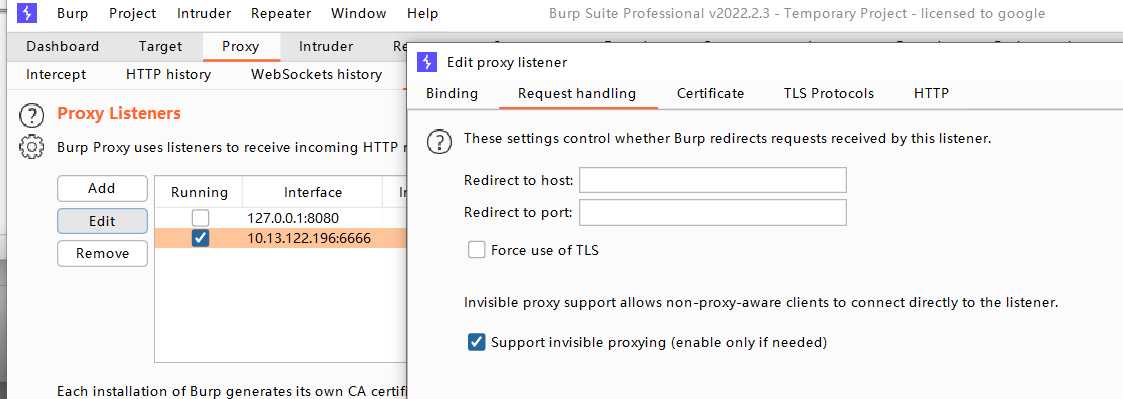 Burp Project Intruder Repeater Window Help Burp Suite Professional v2022.2.3 - Temporary Project - licensed to google
Dashboard Target Proxy Intruder
Intercept HTTP history WebSockets history
Proxy Listeners
Burp Proxy uses listeners to receive incoming HTTP
Add
Edit
Remove
Running Interface
127.0.0.1:8080
10.13.122.196:6666
Each installation of Burp generates its own CA certif
Edit proxy listener
Binding Request handling Certificate TLS Protocols HTTP
These settings control whether Burp redirects requests received by this listener.
Redirect to host:
Redirect to port:
Force use of TLS
Invisible proxy support allows non-proxy-aware clients to connect directly to the listener.
Support invisible proxying (enable only if needed)